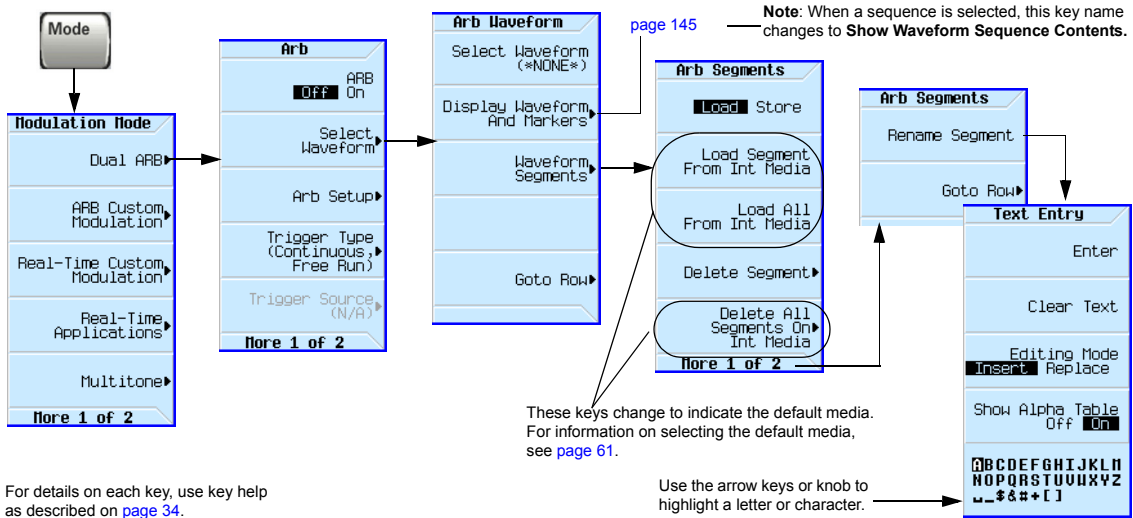 Mode
Modulation Mode
Dual ARB
ARB Custom
Modulation
Real-Time Custom
Modulation
Real-Time
Applications
Multitone
More 1 of 2
Arb
ARB
Off On
Select
Waveform
Arb Setup
Trigger Type
(Continuous,
Free Run)
Trigger Source
(N/A)
More 1 of 2
Arb Waveform
Select Waveform
(*NONE*)
Display Waveform
And Markers
Waveform
Segments
Goto Row
page 145
Note: When a sequence is selected, this key name
changes to Show Waveform Sequence Contents.
Arb Segments
Load Store
Load Segment
From Int Media
Load All
From Int Media
Delete Segment
Delete All
Segments On
Int Media
More 1 of 2
Arb Segments
Rename Segment
Goto Row
Text Entry
Enter
Clear Text
Editing Mode
Insert Replace
Show Alpha Table
Off On
ABCDEFGHIJKLM
NOPQRSTUVWXYZ
␣_$&#+[]
These keys change to indicate the default media.
For information on selecting the default media,
see page 61.
Use the arrow keys or knob to
highlight a letter or character.
For details on each key, use key help
as described on page 34.